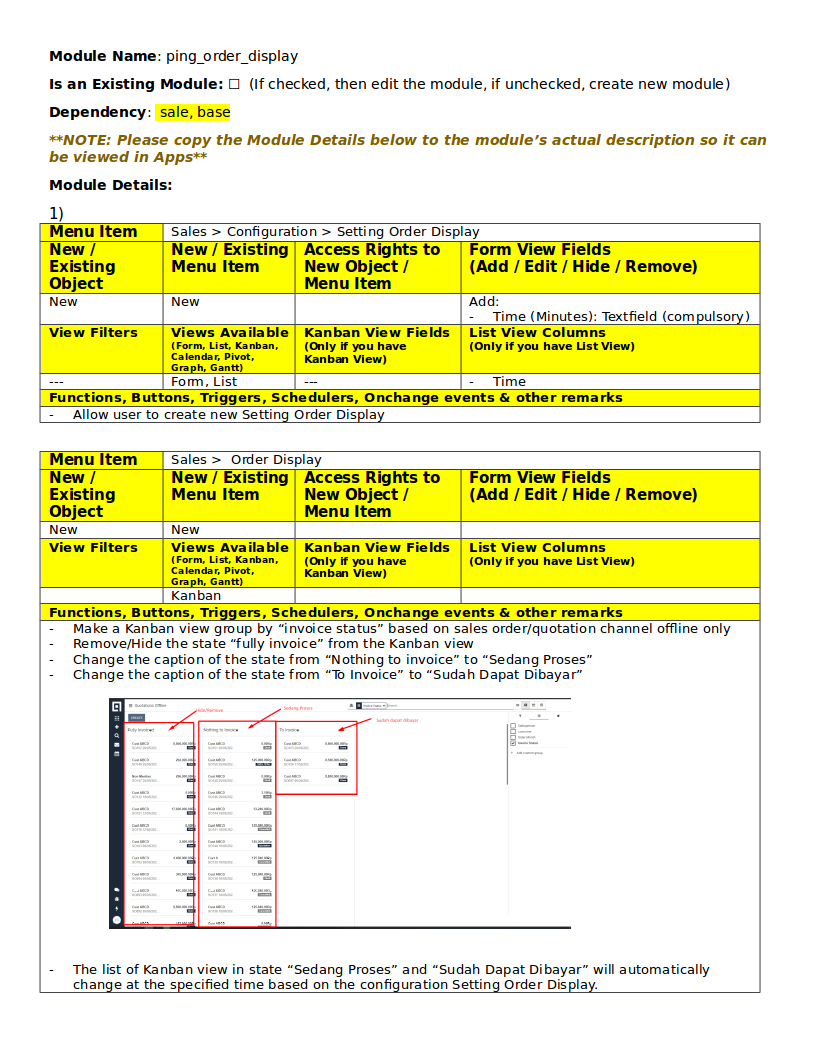 Module Name: ping_order_display
Is an Existing Module: ☐ (If checked, then edit the module, if unchecked, create new module)
Dependency: sale, base
**NOTE: Please copy the Module Details below to the module’s actual description so it can
be viewed in Apps**
Module Details:
1)
Menu Item
Sales > Configuration > Setting Order Display
New /
Existing
Object
New / Existing
Menu Item
Access Rights to
New Object /
Menu Item
Form View Fields
(Add / Edit / Hide / Remove)
New
New
Add:
- Time (Minutes): Textfield (compulsory)
View Filters
Views Available
(Form, List, Kanban,
Calendar, Pivot,
Graph, Gantt)
Kanban View Fields
(Only if you have
Kanban View)
List View Columns
(Only if you have List View)
---
Form, List
---
- Time
Functions, Buttons, Triggers, Schedulers, Onchange events & other remarks
- Allow user to create new Setting Order Display
Menu Item
Sales > Order Display
New /
Existing
Object
New / Existing
Menu Item
Access Rights to
New Object /
Menu Item
Form View Fields
(Add / Edit / Hide / Remove)
New
New
View Filters
Views Available
(Form, List, Kanban,
Calendar, Pivot,
Graph, Gantt)
Kanban View Fields
(Only if you have
Kanban View)
List View Columns
(Only if you have List View)
Kanban
Functions, Buttons, Triggers, Schedulers, Onchange events & other remarks
- Make a Kanban view group by “invoice status” based on sales order/quotation channel offline only
- Remove/Hide the state “fully invoice” from the Kanban view
- Change the caption of the state from “Nothing to invoice” to “Sedang Proses”
- Change the caption of the state from “To Invoice” to “Sudah Dapat Dibayar”
Quotations Offline
Hide/Remove
Sedang Proses
Sudah dapat dibayar
CREATE
Fully Invoiced
Nothing to Invoice
To Invoice
- The list of Kanban view in state “Sedang Proses” and “Sudah Dapat Dibayar” will automatically
change at the specified time based on the configuration Setting Order Display.